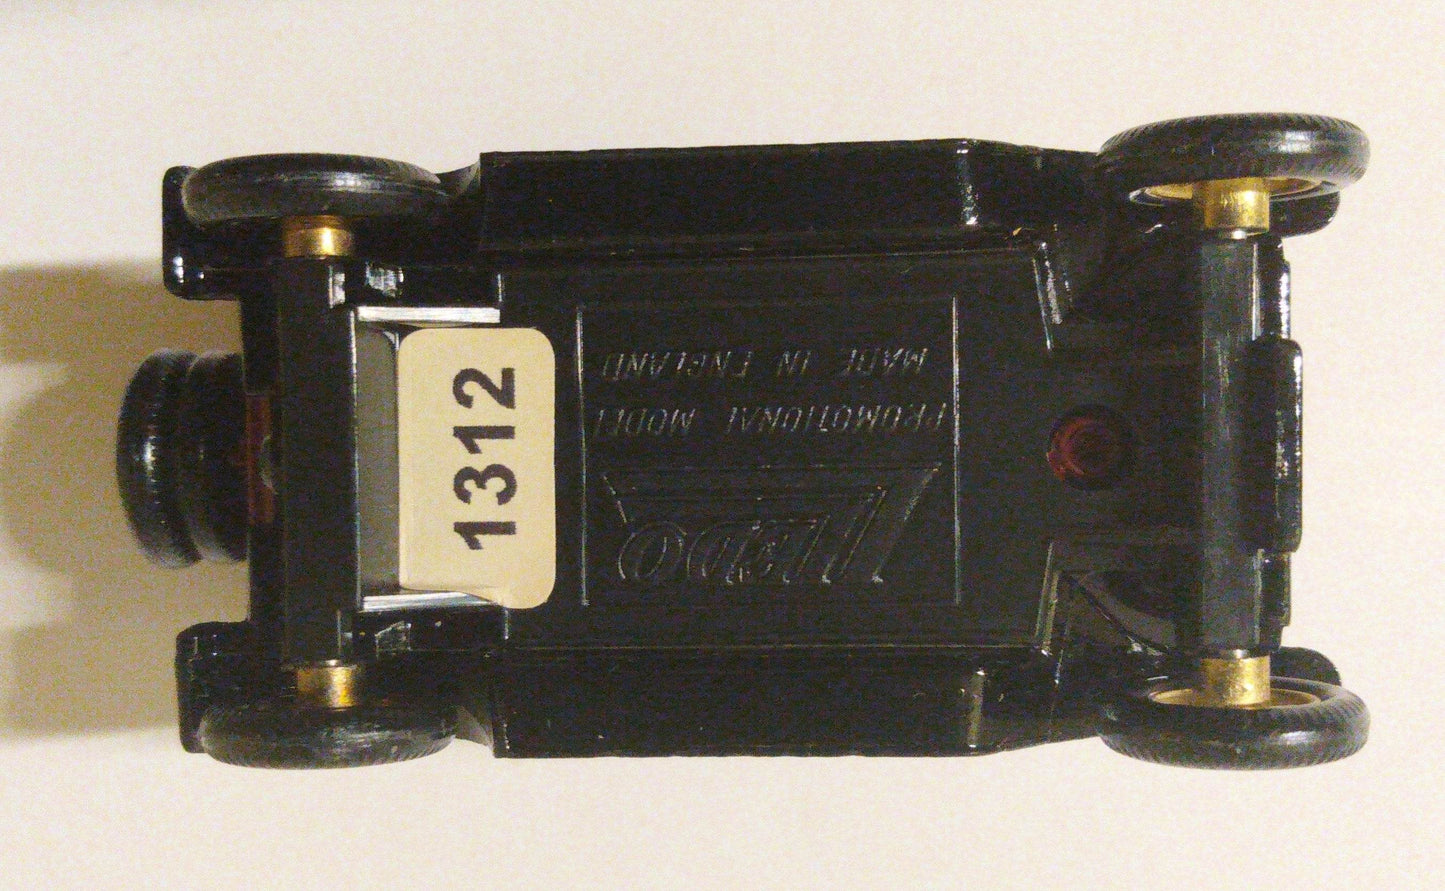 LLEDO
PROMOTIONAL MODEL
MADE IN ENGLAND
1312